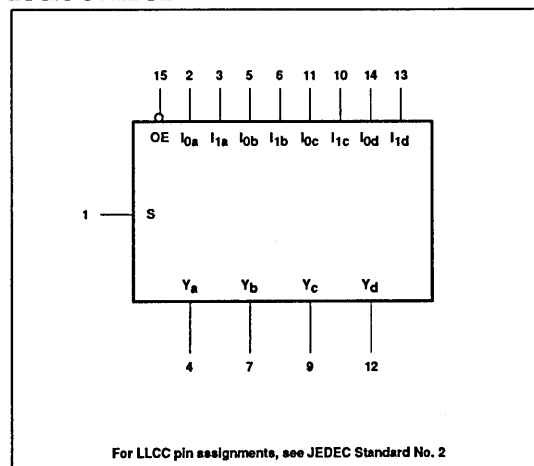 15 2 3 5 6 11 10 14 13
OE I0a I1a I0b I1b I0c I1c I0d I1d
1 S
Ya Yb Yc Yd
4 7 9 12
For LLCC pin assignments, see JEDEC Standard No. 2